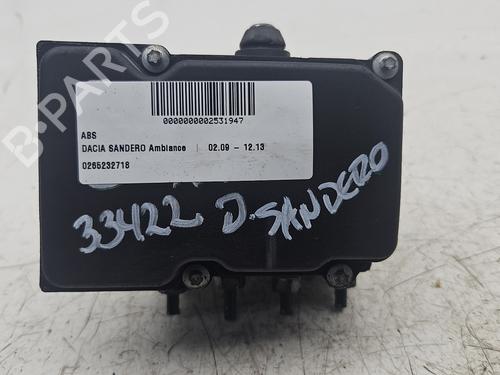 B-PARTS
0000000002531947
ABS
DACIA SANDERO Ambiance | 02.09 - 12.13
0265232718
33422 D. SANDERO